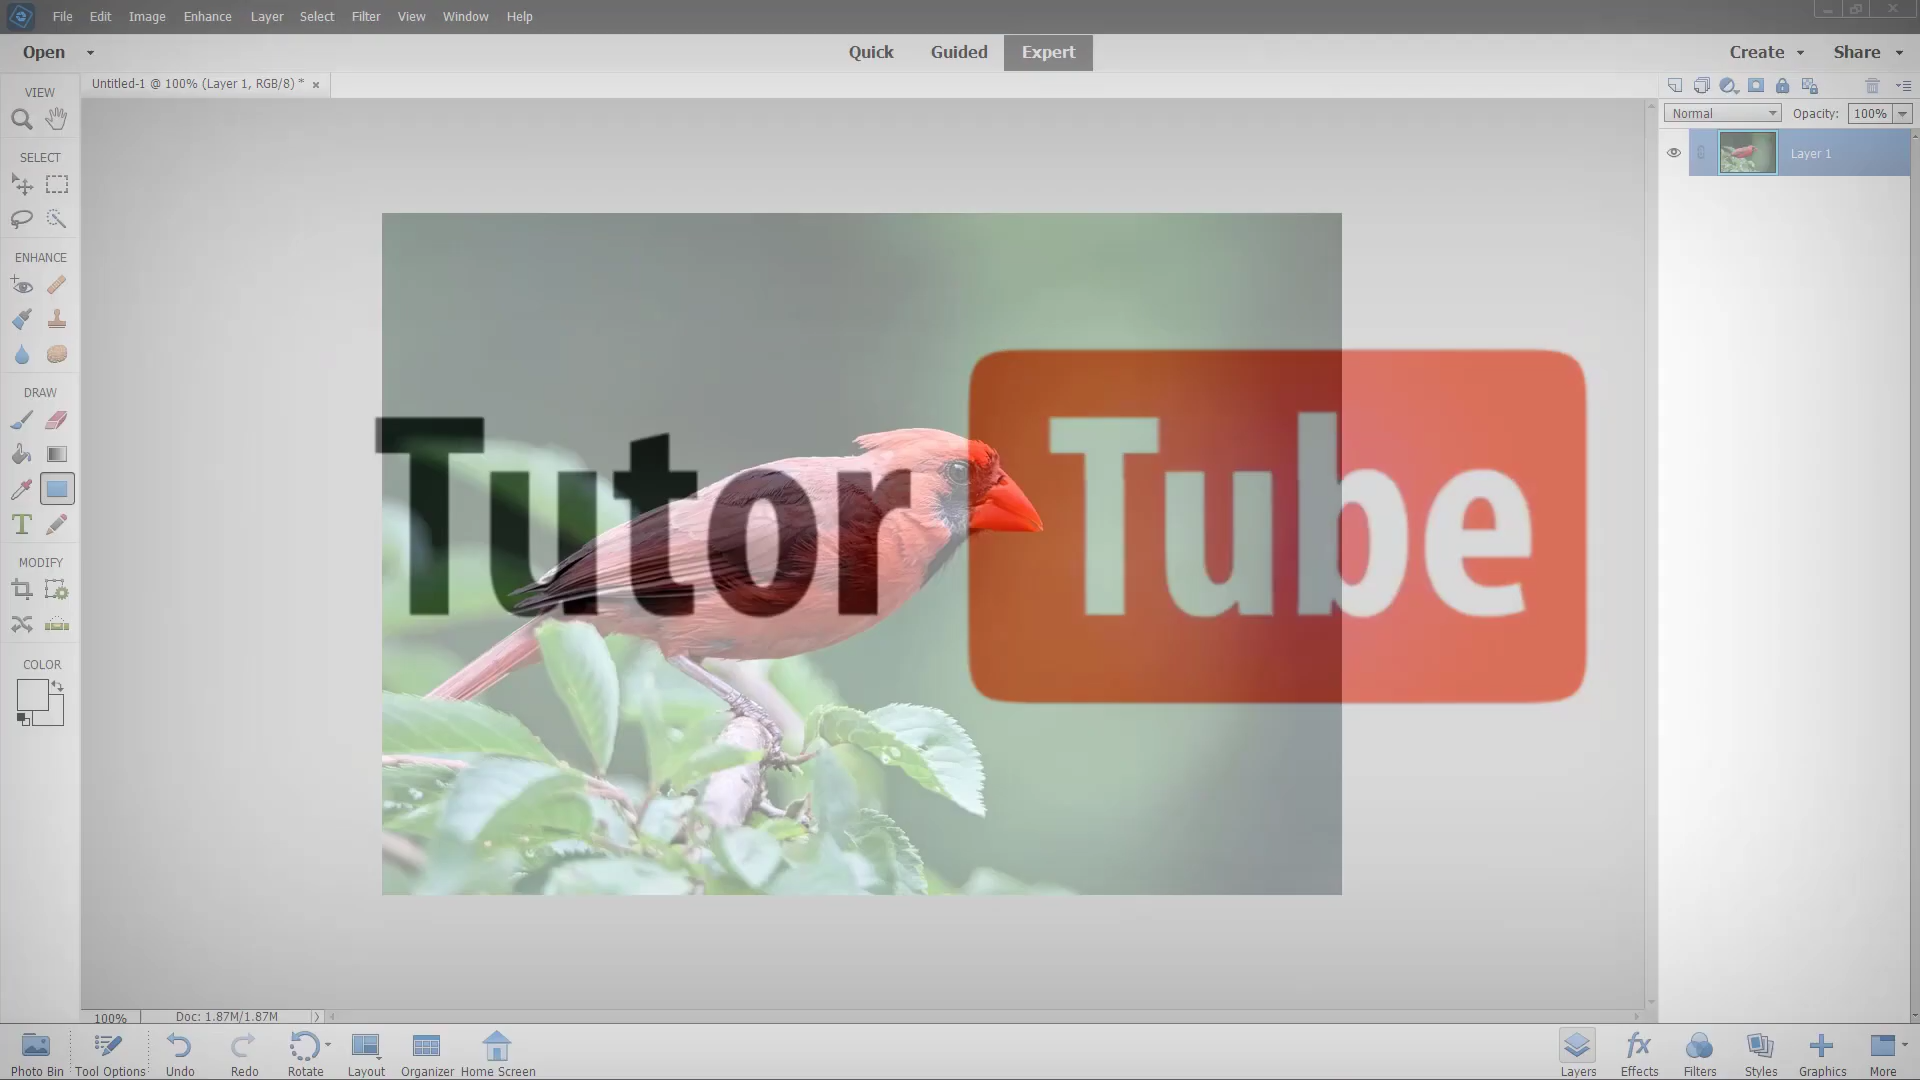 File Edit Image Enhance Layer Select Filter View Window Help
Open Quick Guided Expert Create Share
Untitled-1 @ 100% (Layer 1, RGB/8) *
VIEW
Normal Opacity: 100%
SELECT
Layer 1
ENHANCE
DRAW
Tutor Tube
T
MODIFY
COLOR
100% Doc: 1.87M/1.87M
fx
Photo Bin Tool Options Undo Redo Rotate Layout Organizer Home Screen Layers Effects Filters Styles Graphics More